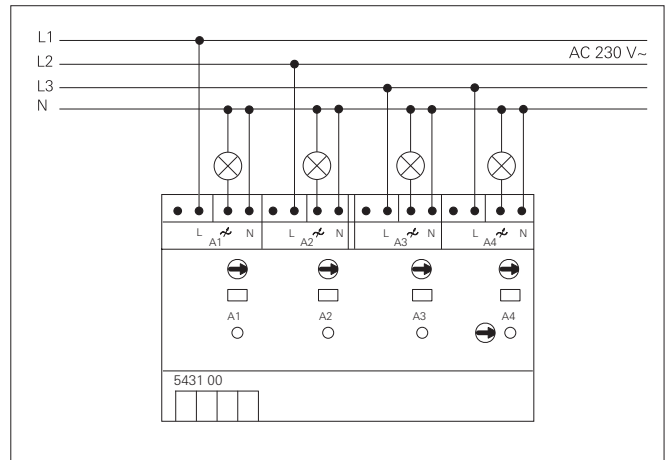 L1
AC 230 V~
L2
L3
N
L N L N L N L N
A1 A2 A3 A4
A1 A2 A3 A4
5431 00